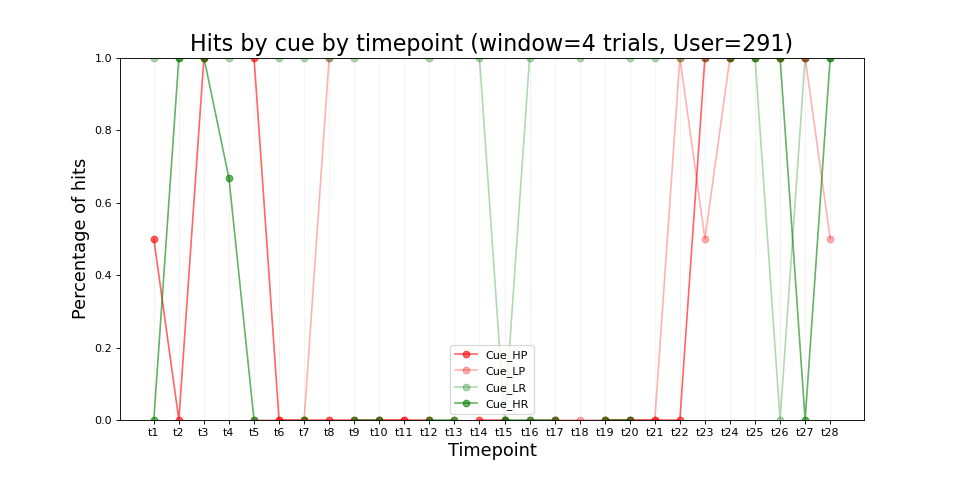 Hits by cue by timepoint (window=4 trials, User=291)
Percentage of hits
1.0
0.8
0.6
0.4
0.2
0.0
Cue_HP
Cue_LP
Cue_LR
Cue_HR
t1 t2 t3 t4 t5 t6 t7 t8 t9 t10 t11 t12 t13 t14 t15 t16 t17 t18 t19 t20 t21 t22 t23 t24 t25 t26 t27 t28
Timepoint